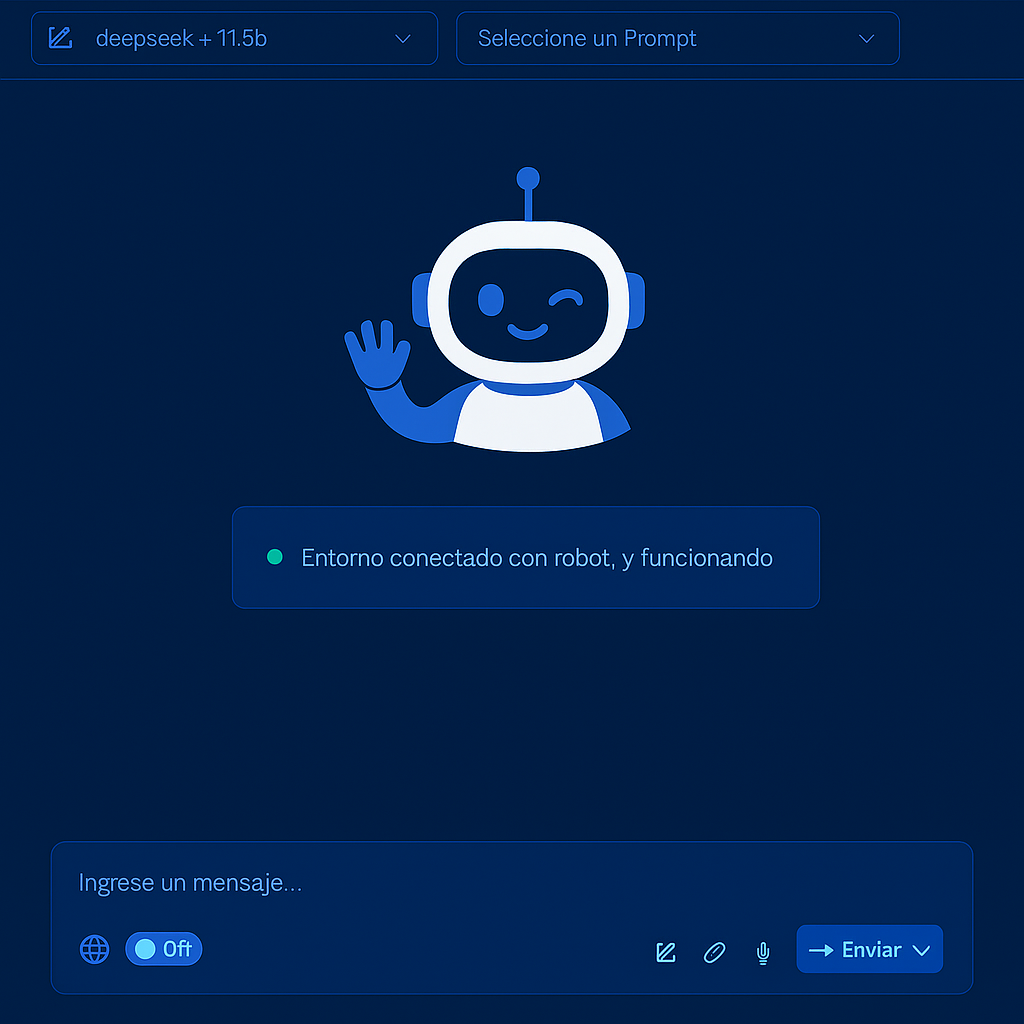 deepseek + 11.5b
Seleccione un Prompt
Entorno conectado con robot, y funcionando
Ingrese un mensaje...
Oft
Enviar